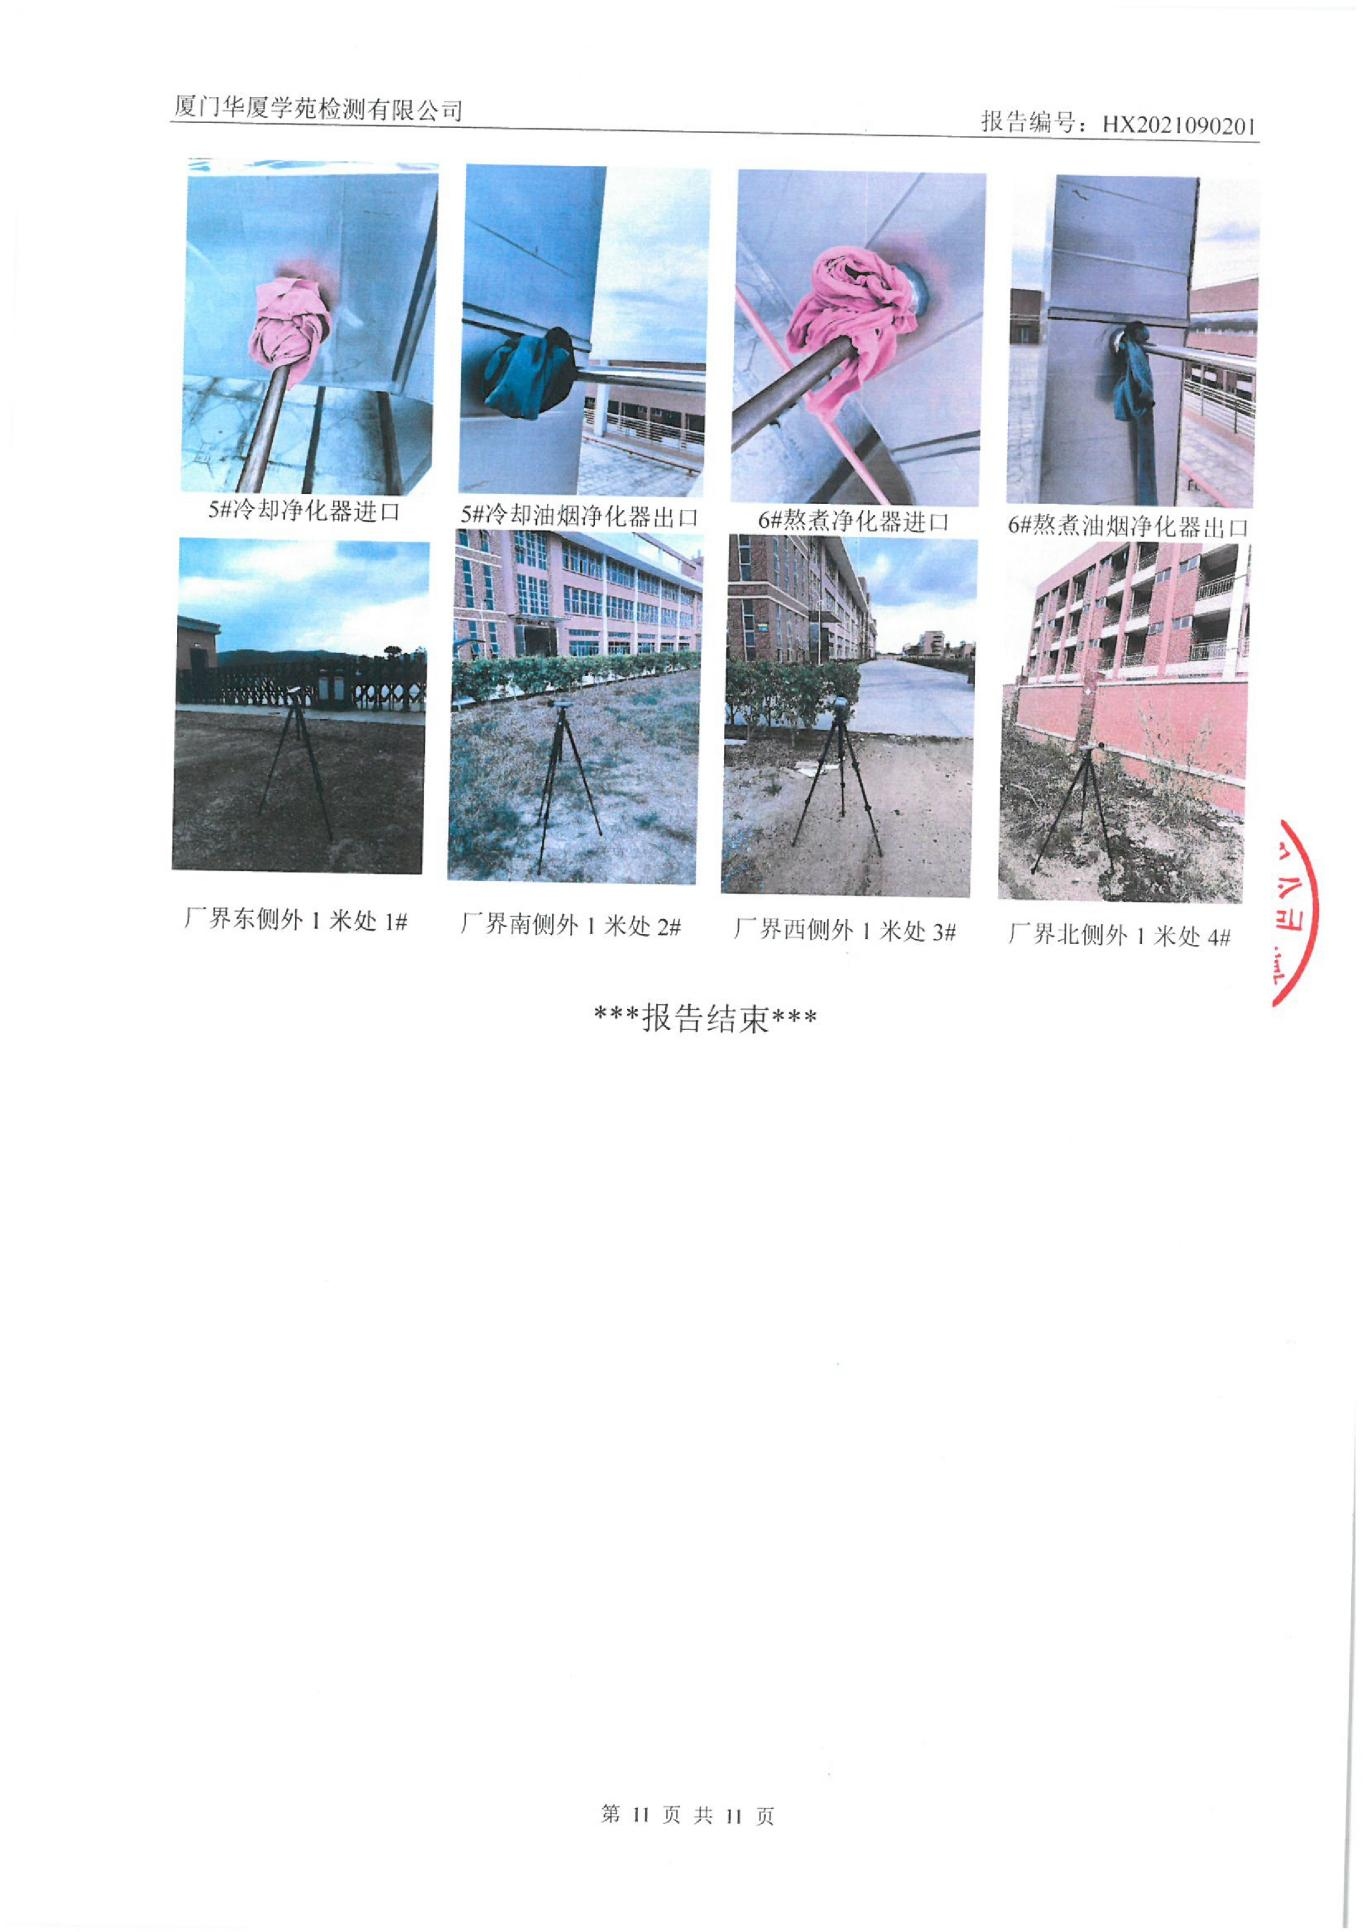 厦门华厦学苑检测有限公司
报告编号：HX2021090201
5#冷却净化器进口
5#冷却油烟净化器出口
6#熬煮净化器进口
6#熬煮油烟净化器出口
厂界东侧外 1 米处 1#
厂界南侧外 1 米处 2#
厂界西侧外 1 米处 3#
厂界北侧外 1 米处 4#
***报告结束***
第 11 页 共 11 页